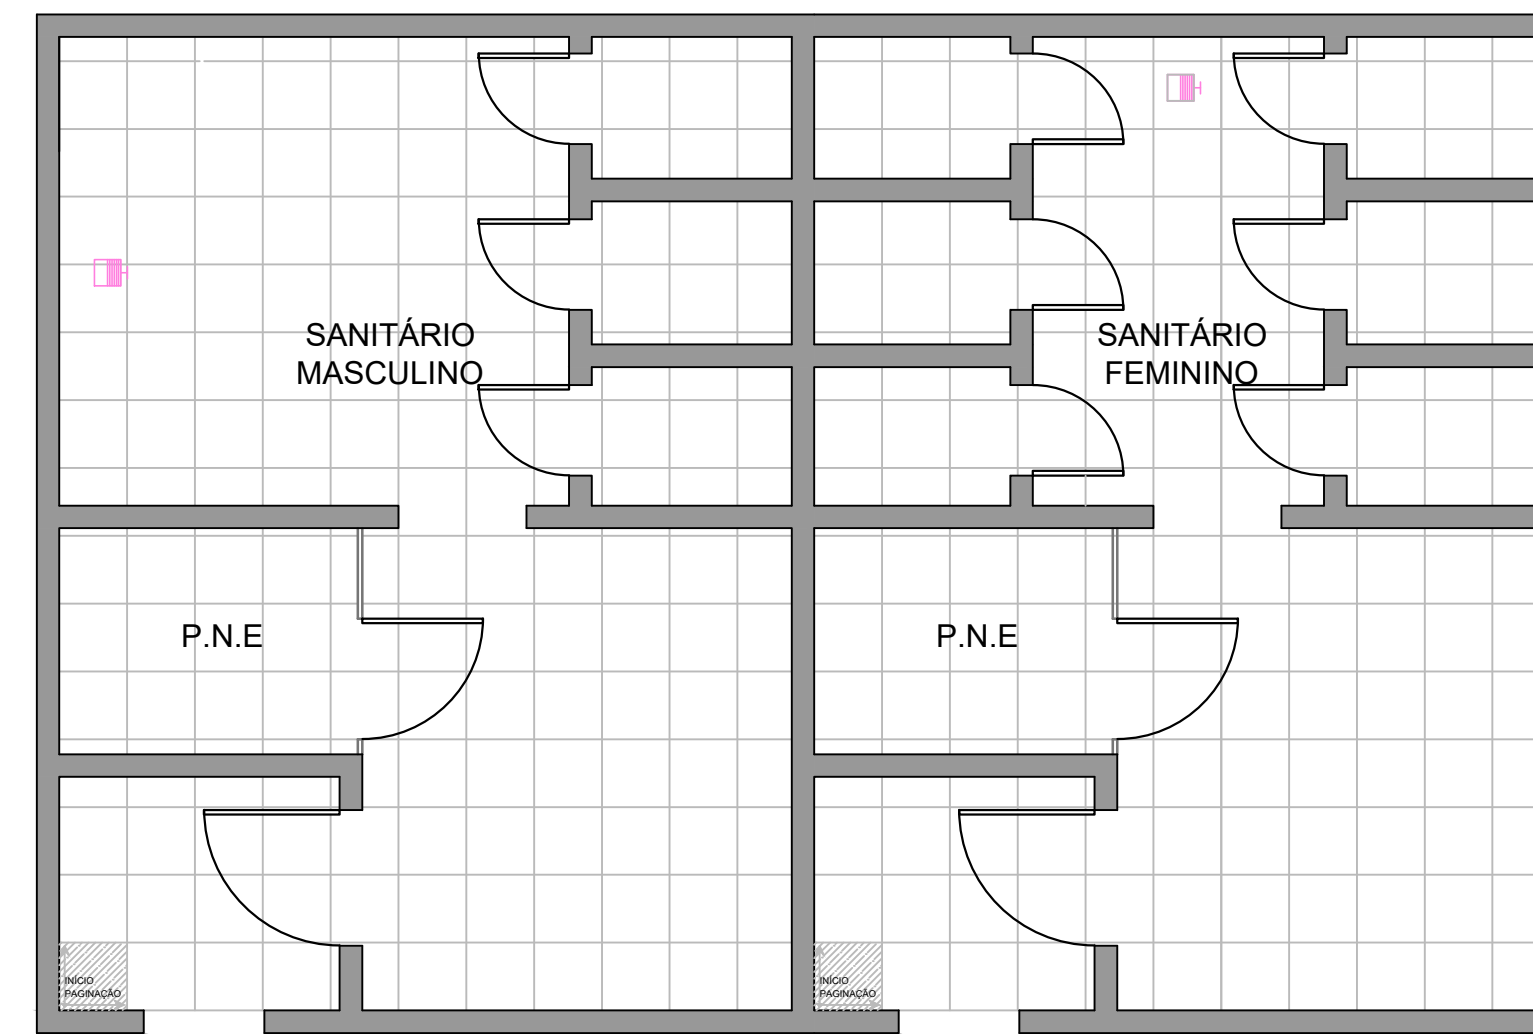 SANITÁRIO
MASCULINO
SANITÁRIO
FEMININO
P.N.E
P.N.E
INÍCIO
PAGINAÇÃO
INÍCIO
PAGINAÇÃO